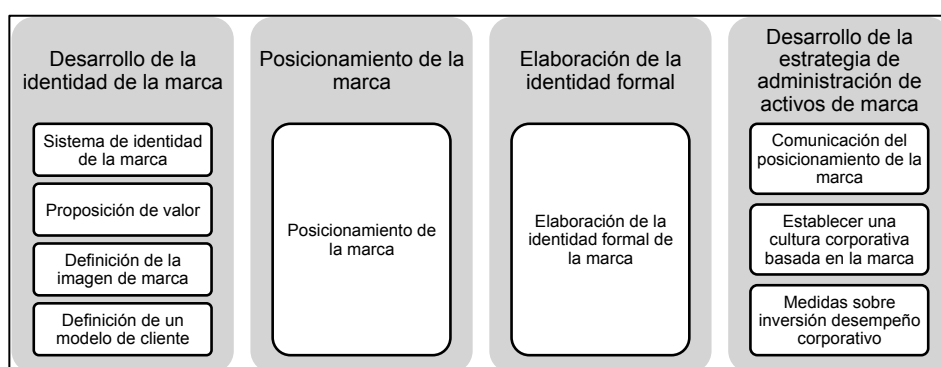 Desarrollo de la
identidad de la marca
Sistema de identidad
de la marca
Proposición de valor
Definición de la
imagen de marca
Definición de un
modelo de cliente
Posicionamiento de la
marca
Posicionamiento de
la marca
Elaboración de la
identidad formal
Elaboración de la
identidad formal de
la marca
Desarrollo de la
estrategia de
administración de
activos de marca
Comunicación del
posicionamiento de la
marca
Establecer una
cultura corporativa
basada en la marca
Medidas sobre
inversión desempeño
corporativo